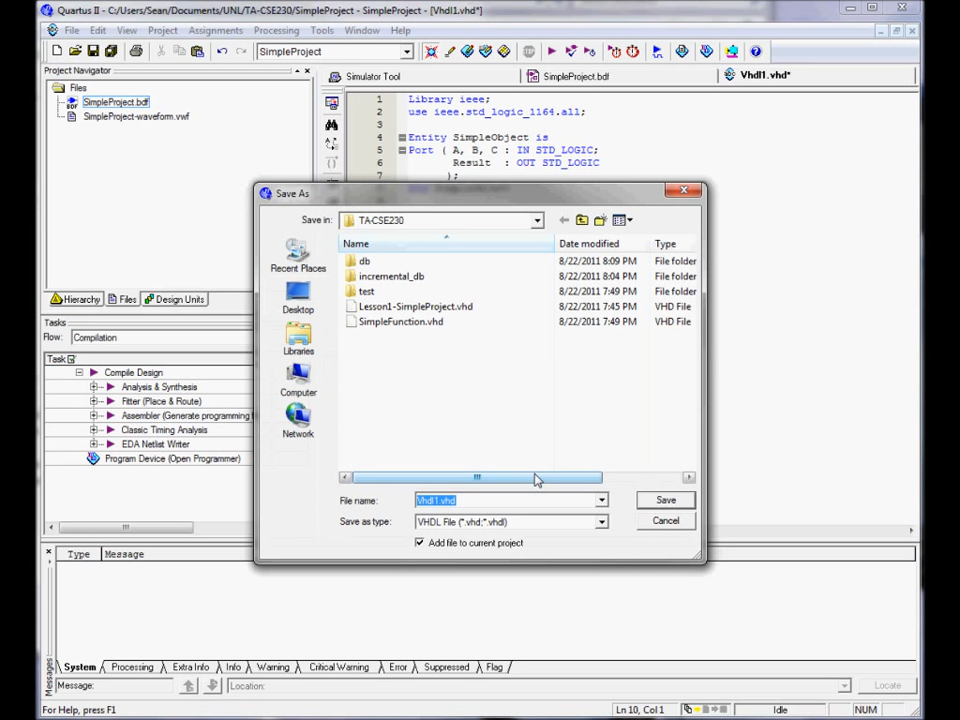 Quartus II - C:/Users/Sean/Documents/UNL/TA-CSE230/SimpleProject - SimpleProject - [Vhdl1.vhd*]
File Edit View Project Assignments Processing Tools Window Help
SimpleProject
Project Navigator
Files
SimpleProject.bdf
SimpleProject-waveform.vwf
Hierarchy Files Design Units
Tasks
Flow: Compilation
Task
Compile Design
Analysis & Synthesis
Fitter (Place & Route)
Assembler (Generate programming
Classic Timing Analysis
EDA Netlist Writer
Program Device (Open Programmer)
Simulator Tool SimpleProject.bdf Vhdl1.vhd*
1 Library ieee;
2 use ieee.std_logic_1164.all;
3
4 Entity SimpleObject is
5 Port ( A, B, C : IN STD_LOGIC;
6 Result : OUT STD_LOGIC
7 );
Save As
Save in: TA-CSE230
Name Date modified Type
db 8/22/2011 8:09 PM File folder
incremental_db 8/22/2011 8:04 PM File folder
test 8/22/2011 7:49 PM File folder
Lesson1-SimpleProject.vhd 8/22/2011 7:45 PM VHD File
SimpleFunction.vhd 8/22/2011 7:49 PM VHD File
Recent Places
Desktop
Libraries
Computer
Network
File name: Vhdl1.vhd Save
Save as type: VHDL File (*.vhd;*.vhdl) Cancel
Add file to current project
Type Message
System Processing Extra Info Info Warning Critical Warning Error Suppressed Flag
Messages
Message: Location: Locate
For Help, press F1 Ln 10, Col 1 Idle NUM